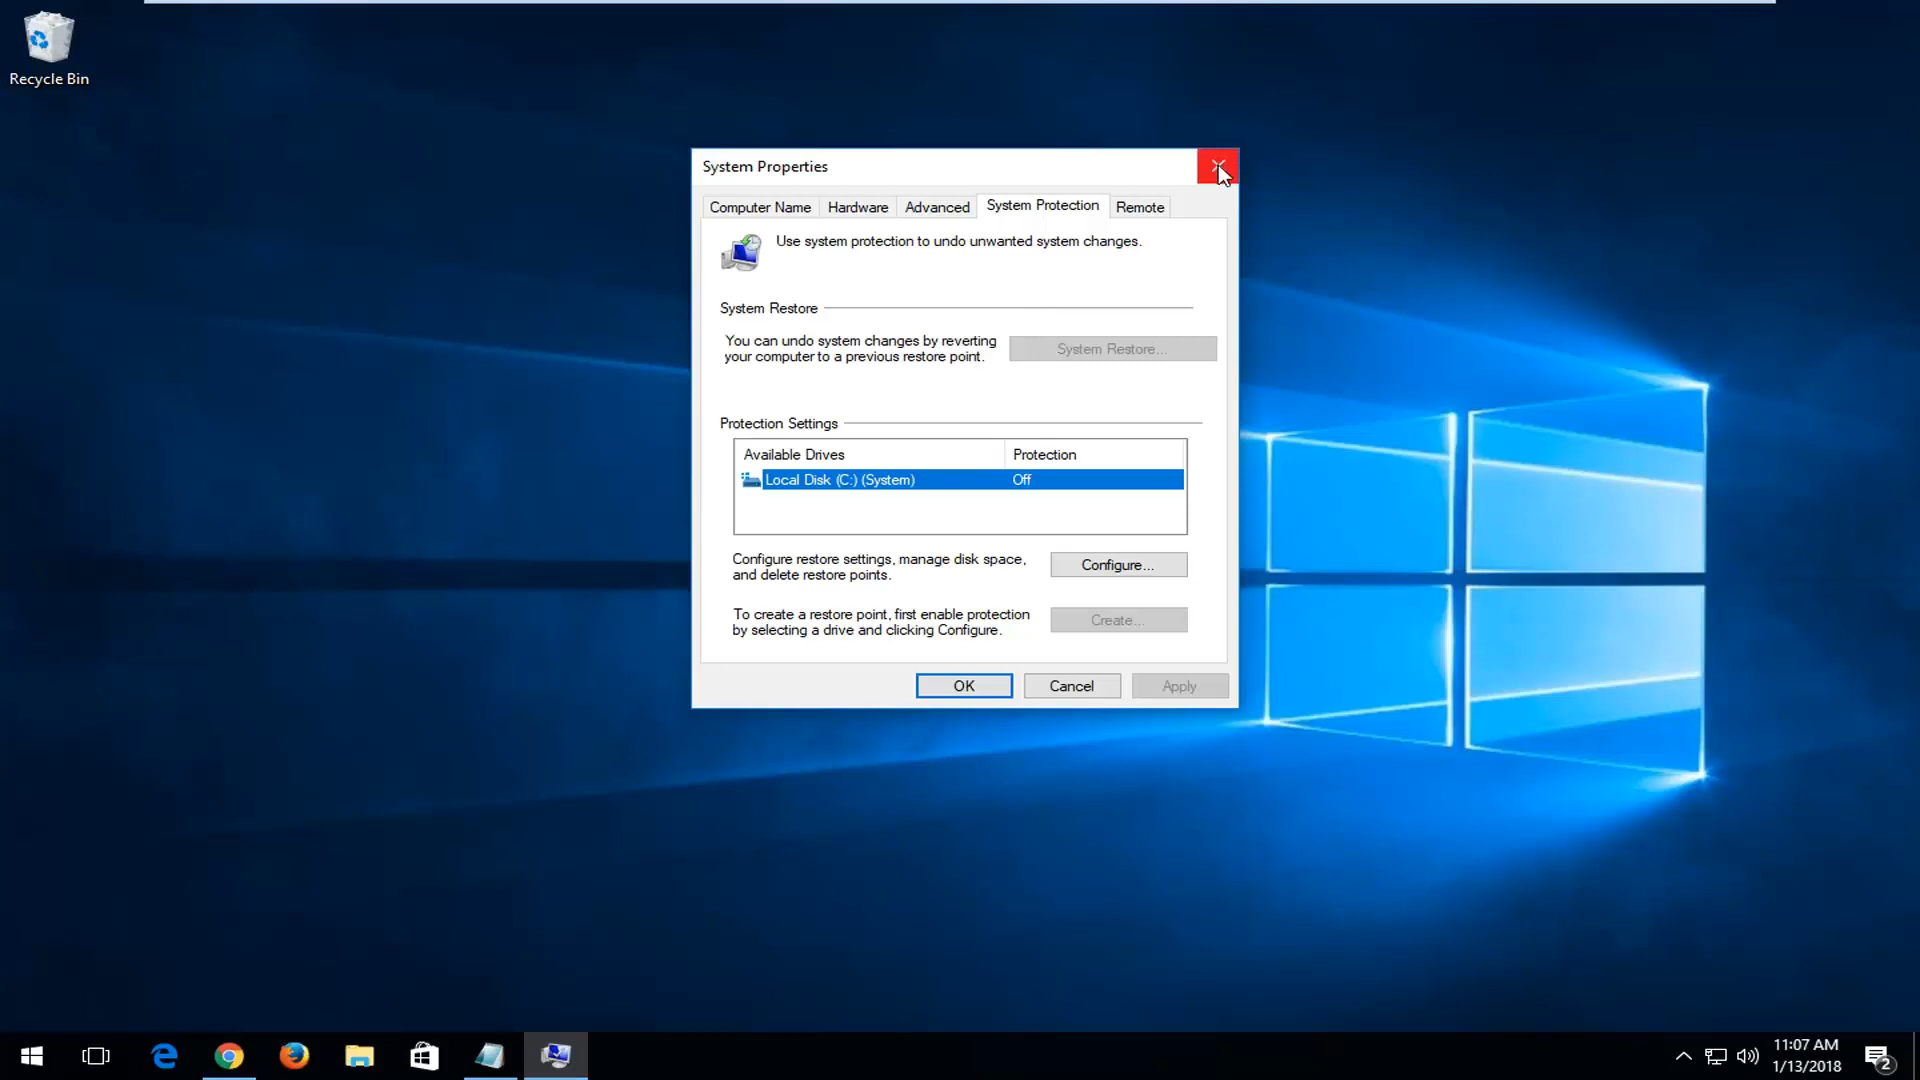 Recycle Bin
System Properties
Computer Name
Hardware
Advanced
System Protection
Remote
Use system protection to undo unwanted system changes.
System Restore
You can undo system changes by reverting
your computer to a previous restore point.
System Restore...
Protection Settings
Available Drives
Protection
Local Disk (C:) (System)
Off
Configure restore settings, manage disk space,
and delete restore points.
Configure...
To create a restore point, first enable protection
by selecting a drive and clicking Configure.
Create...
OK
Cancel
Apply
11:07 AM
1/13/2018
2